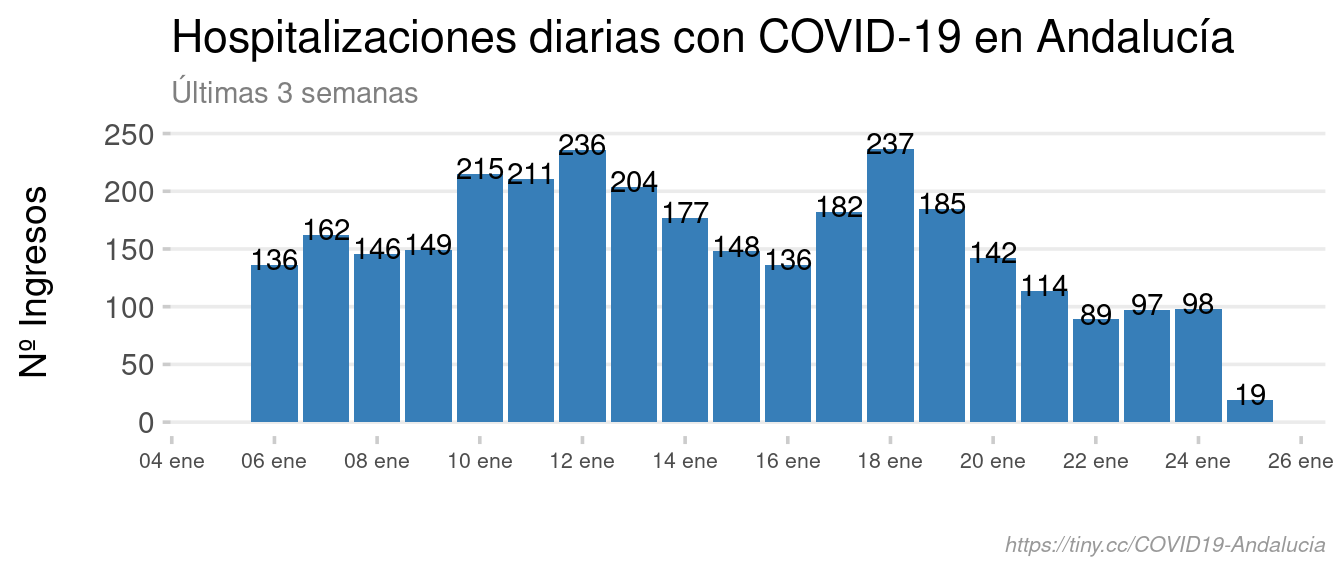 Hospitalizaciones diarias con COVID-19 en Andalucía
Últimas 3 semanas
Nº Ingresos
250
200
150
100
50
0
136
162
146
149
215
211
236
204
177
148
136
182
237
185
142
114
89
97
98
19
04 ene
06 ene
08 ene
10 ene
12 ene
14 ene
16 ene
18 ene
20 ene
22 ene
24 ene
26 ene
https://tiny.cc/COVID19-Andalucia